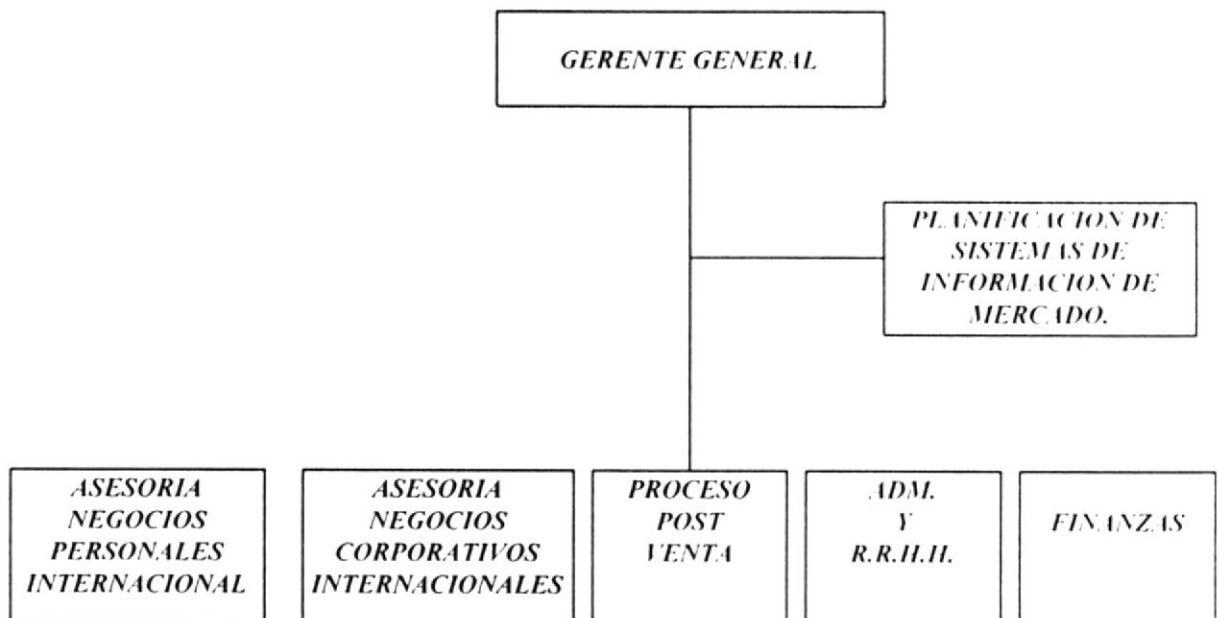 GERENTE GENERAL
PLANIFICACION DE
SISTEMAS DE
INFORMACION DE
MERCADO.
ASESORIA
NEGOCIOS
PERSONALES
INTERNACIONAL
ASESORIA
NEGOCIOS
CORPORATIVOS
INTERNACIONALES
PROCESO
POST
VENTA
ADM.
Y
R.R.H.H.
FINANZAS